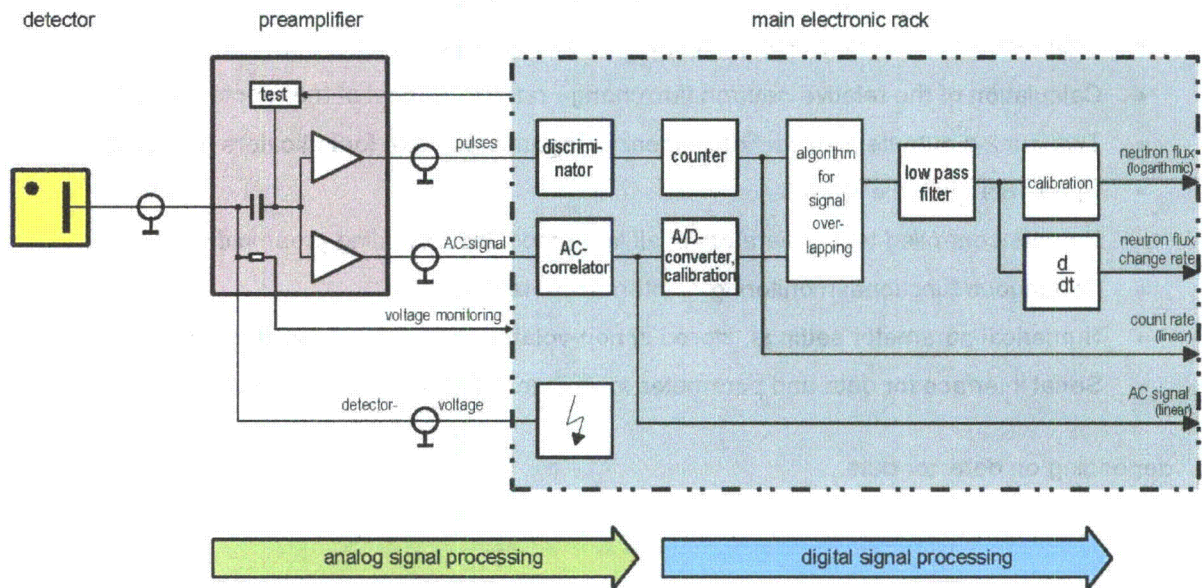 detector
preamplifier
main electronic rack
test
pulses
discrimi-
nator
counter
algorithm
for
signal
over-
lapping
low pass
filter
calibration
neutron flux
(logarithmic)
AC-signal
AC-
correlator
A/D-
converter,
calibration
d
dt
neutron flux
change rate
voltage monitoring
count rate
(linear)
detector- voltage
AC signal
(linear)
analog signal processing
digital signal processing